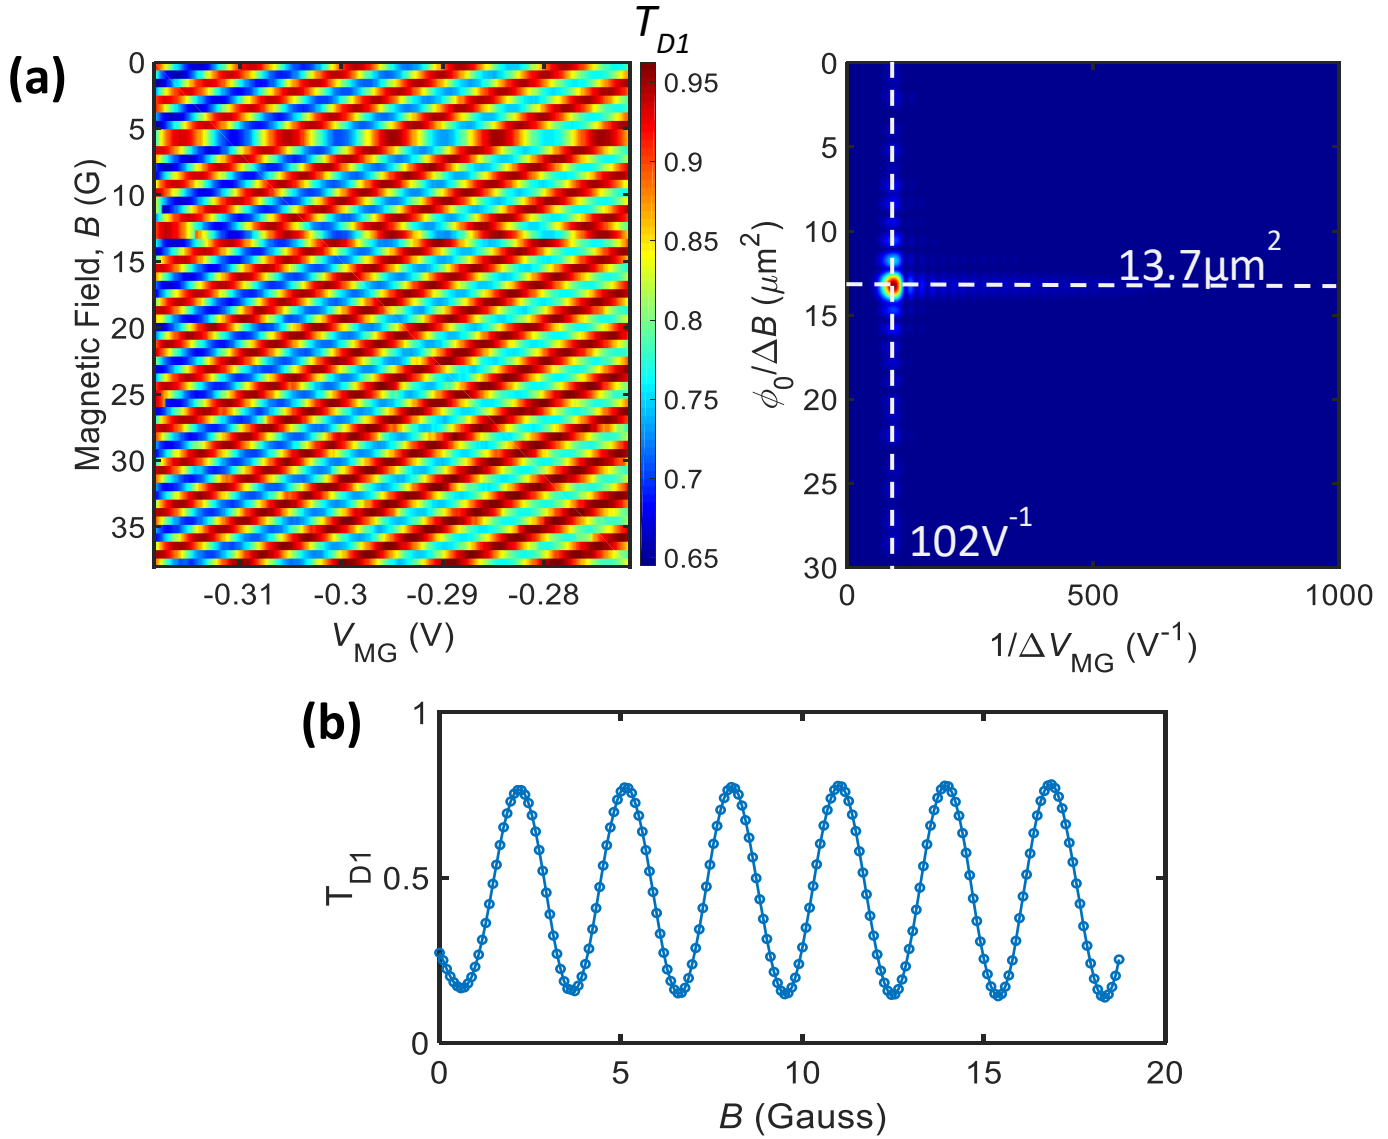 (a)
T_D1
Magnetic Field, B (G)
0
5
10
15
20
25
30
35
-0.31 -0.3 -0.29 -0.28
V_MG (V)
0.95
0.9
0.85
0.8
0.75
0.7
0.65
ϕ_0/ΔB (μm^2)
0
5
10
15
20
25
30
13.7μm^2
102V^-1
0 500 1000
1/ΔV_MG (V^-1)
(b)
T_D1
1
0.5
0
0 5 10 15 20
B (Gauss)